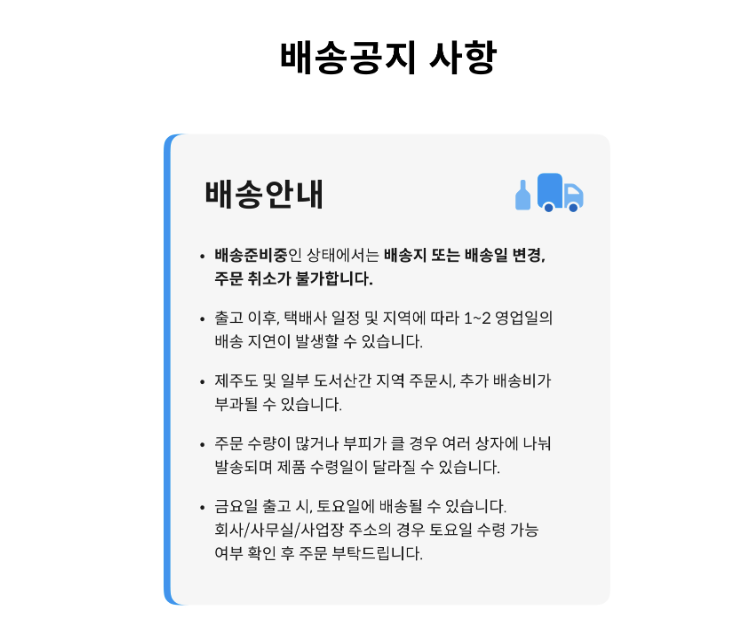 배송공지 사항
배송안내
• 배송준비중인 상태에서는 배송지 또는 배송일 변경,
주문 취소가 불가합니다.
• 출고 이후, 택배사 일정 및 지역에 따라 1~2 영업일의
배송 지연이 발생할 수 있습니다.
• 제주도 및 일부 도서산간 지역 주문시, 추가 배송비가
부과될 수 있습니다.
• 주문 수량이 많거나 부피가 클 경우 여러 상자에 나눠
발송되며 제품 수령일이 달라질 수 있습니다.
• 금요일 출고 시, 토요일에 배송될 수 있습니다.
회사/사무실/사업장 주소의 경우 토요일 수령 가능
여부 확인 후 주문 부탁드립니다.